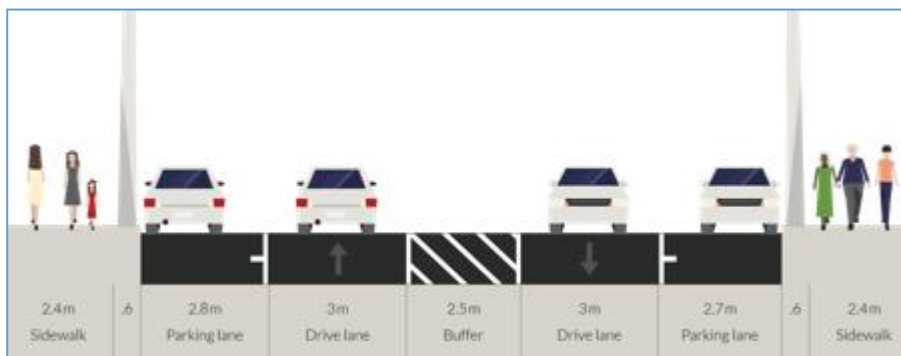 2.4m
Sidewalk
.6
2.8m
Parking lane
3m
Drive lane
2.5m
Buffer
3m
Drive lane
2.7m
Parking lane
.6
2.4m
Sidewalk